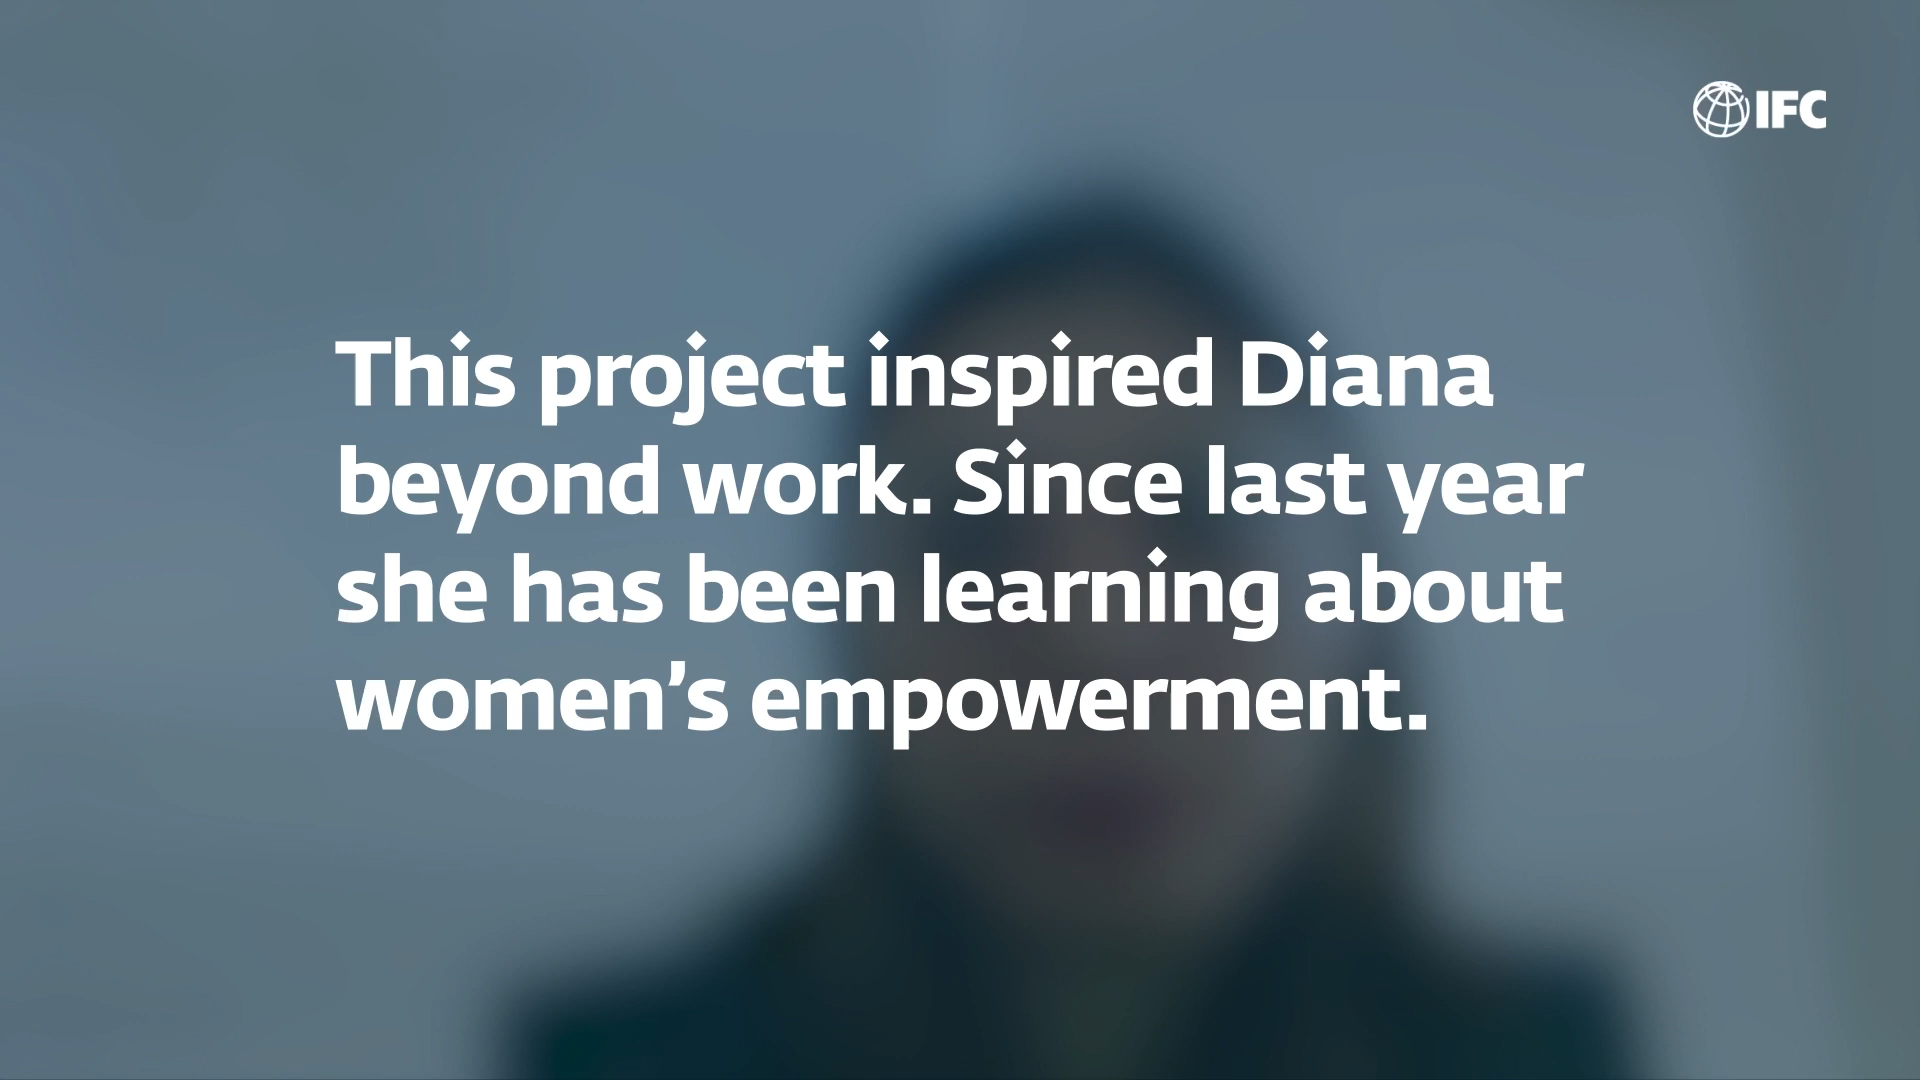 IFC
This project inspired Diana
beyond work. Since last year
she has been learning about
women’s empowerment.